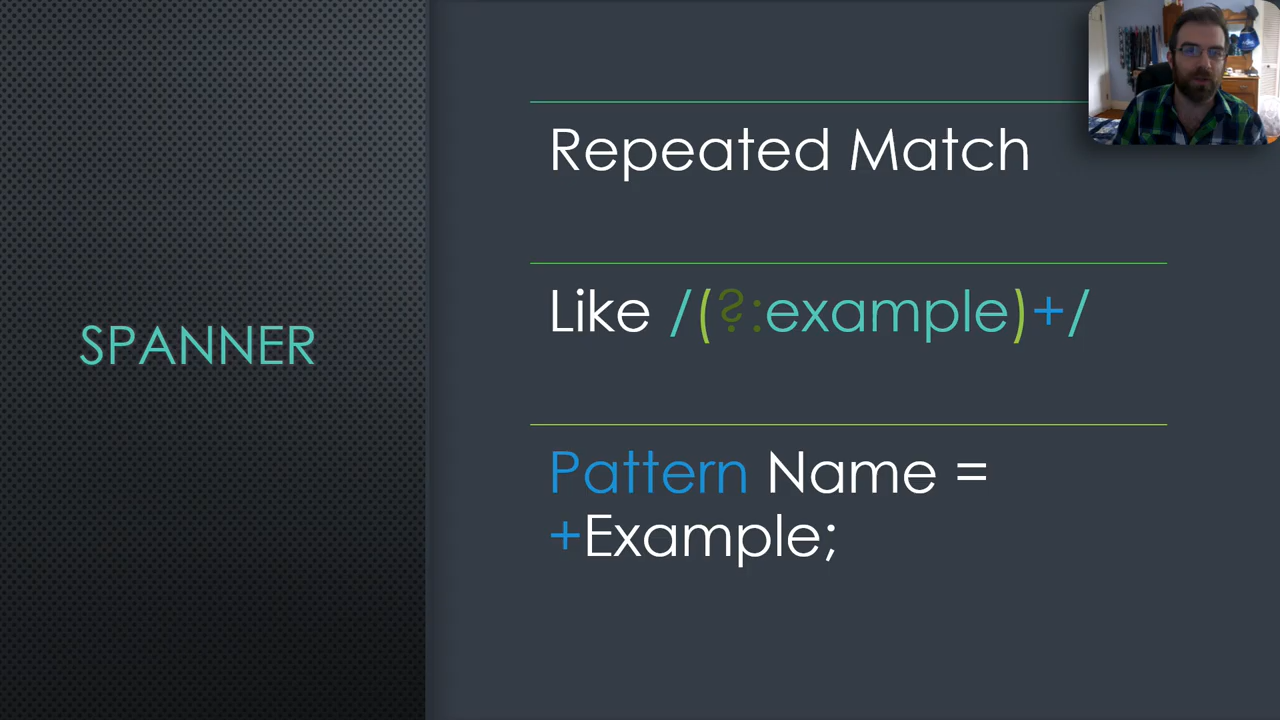 SPANNER
Repeated Match
Like /(?:example)+/
Pattern Name =
+Example;